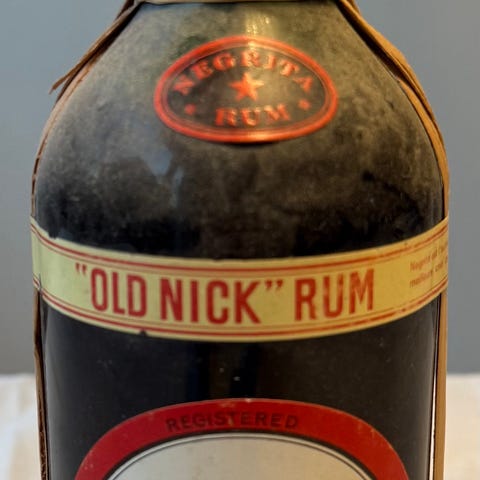 NEGRITA
RUM
"OLD NICK" RUM
REGISTERED